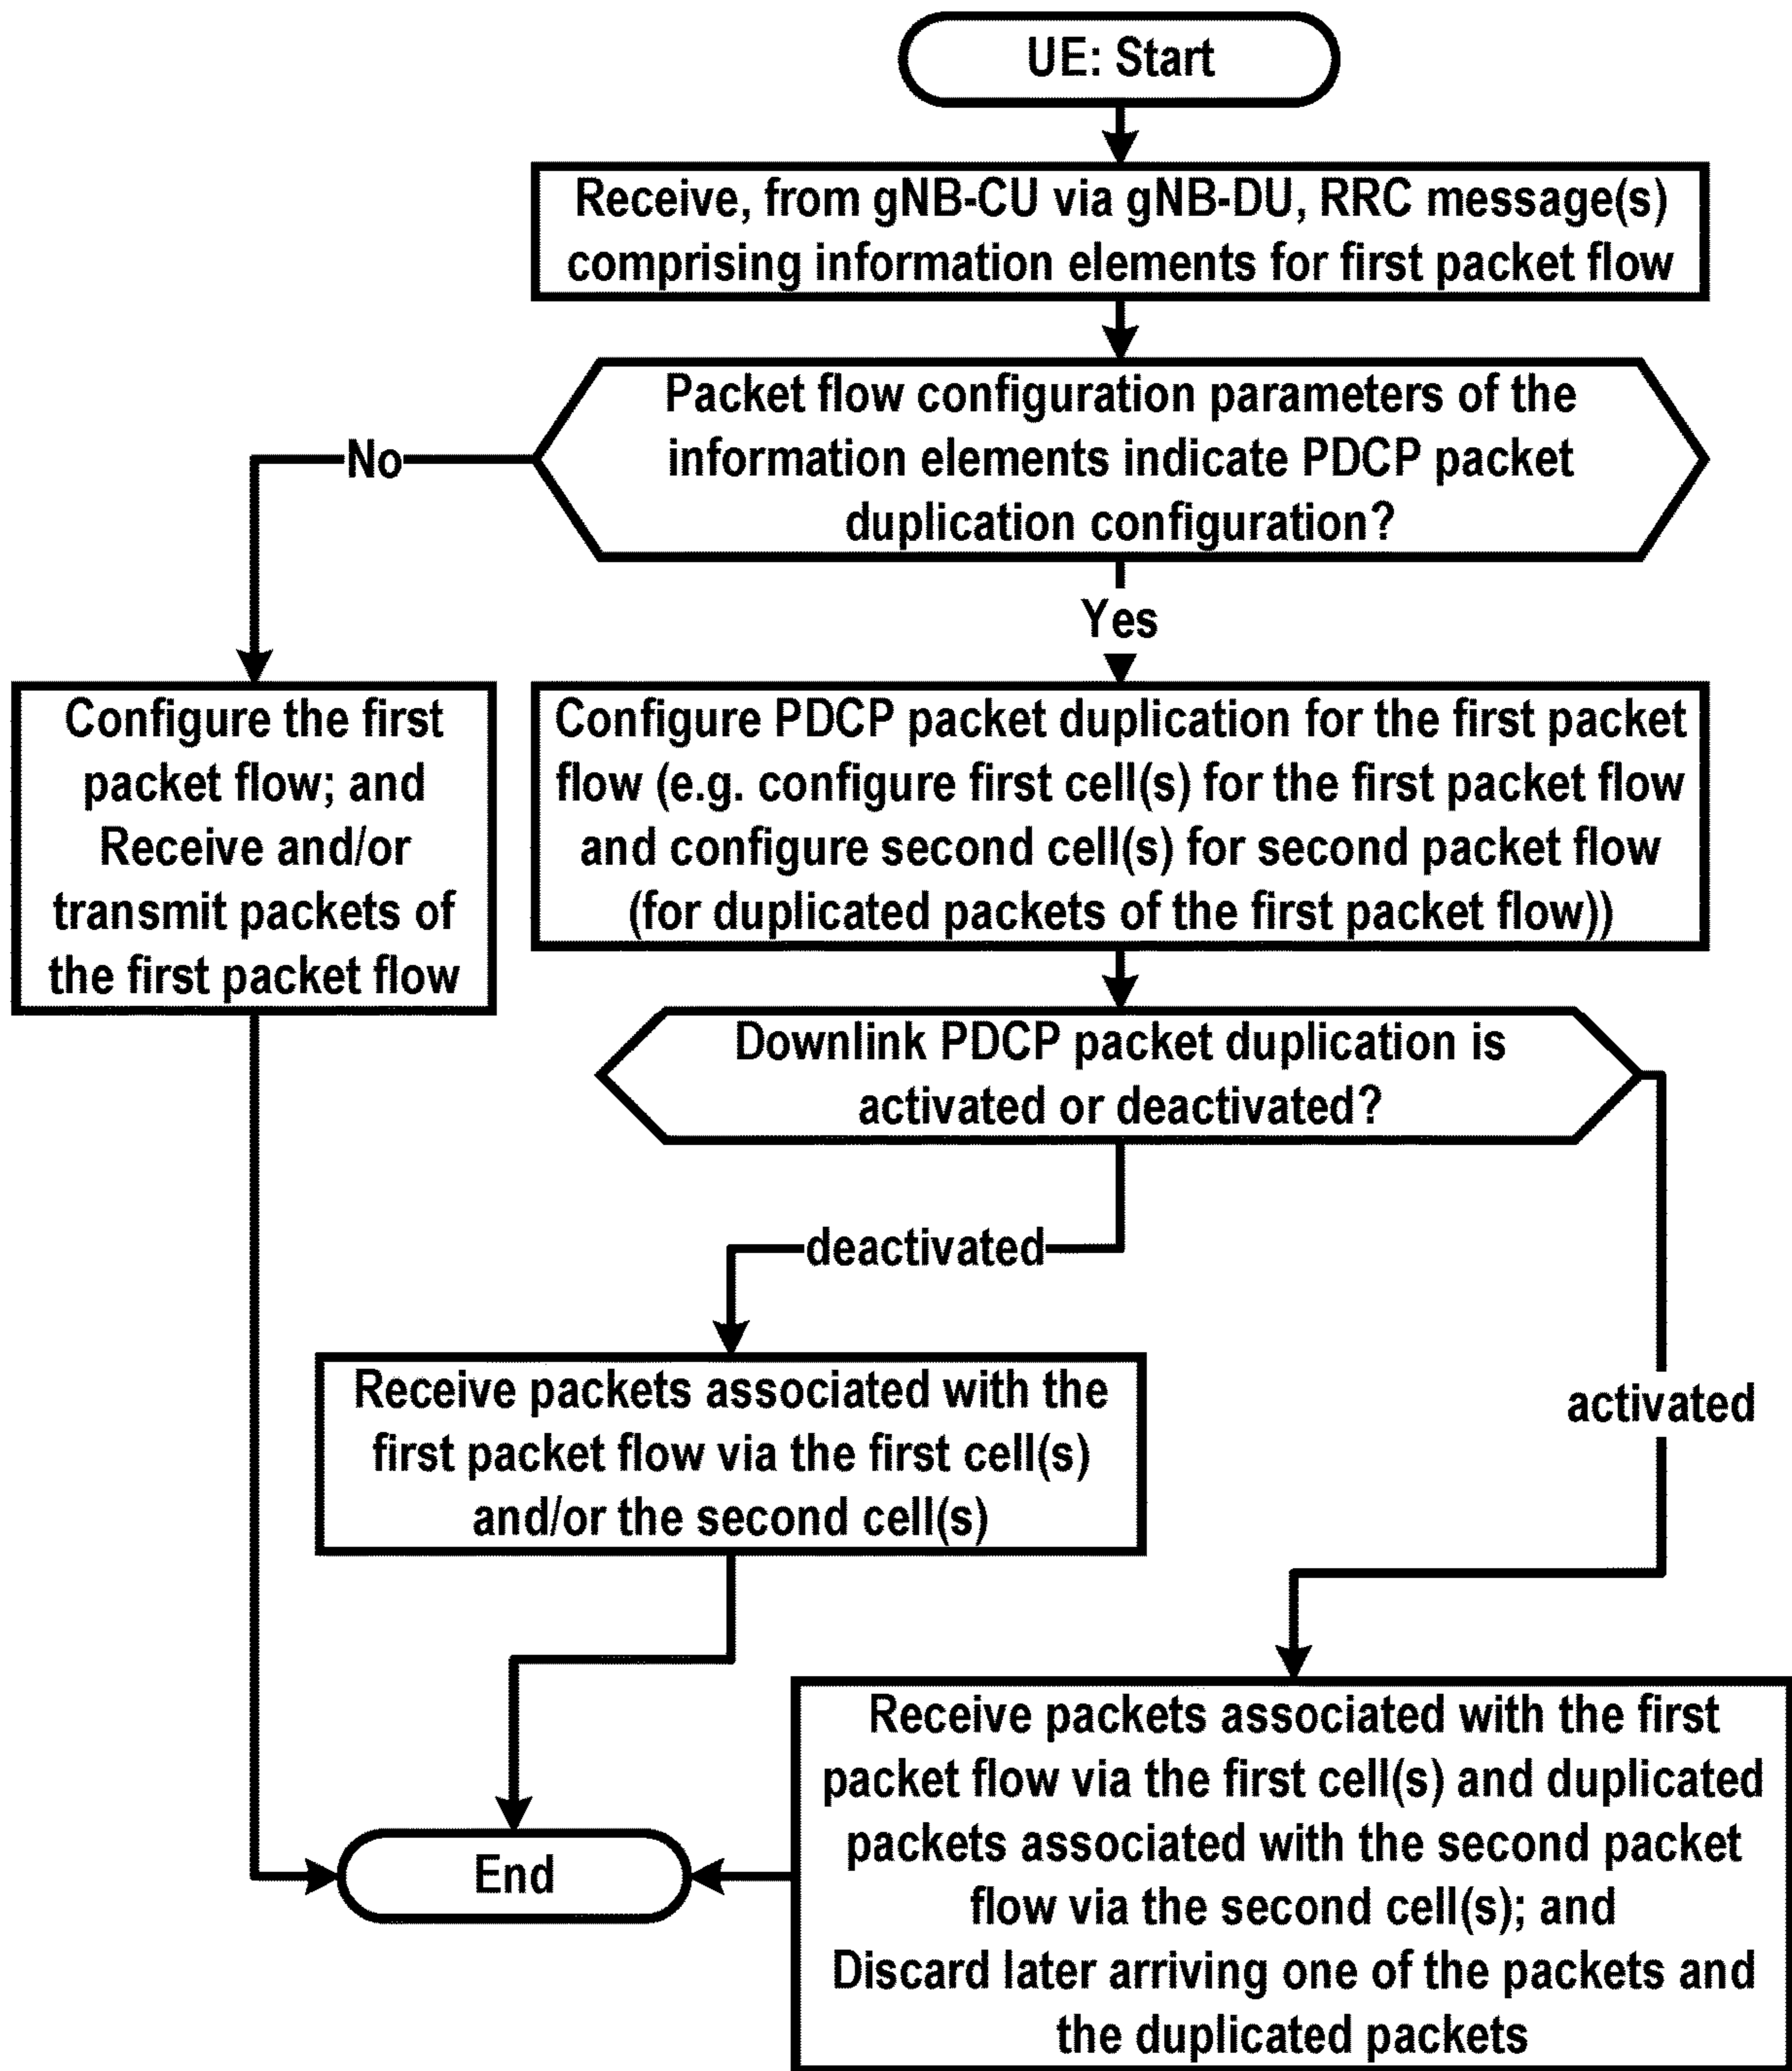 UE: Start
Receive, from gNB-CU via gNB-DU, RRC message(s)
comprising information elements for first packet flow
Packet flow configuration parameters of the
information elements indicate PDCP packet
duplication configuration?
No
Yes
Configure the first
packet flow; and
Receive and/or
transmit packets of
the first packet flow
Configure PDCP packet duplication for the first packet
flow (e.g. configure first cell(s) for the first packet flow
and configure second cell(s) for second packet flow
(for duplicated packets of the first packet flow))
Downlink PDCP packet duplication is
activated or deactivated?
deactivated
activated
Receive packets associated with the
first packet flow via the first cell(s)
and/or the second cell(s)
Receive packets associated with the first
packet flow via the first cell(s) and duplicated
packets associated with the second packet
flow via the second cell(s); and
Discard later arriving one of the packets and
the duplicated packets
End